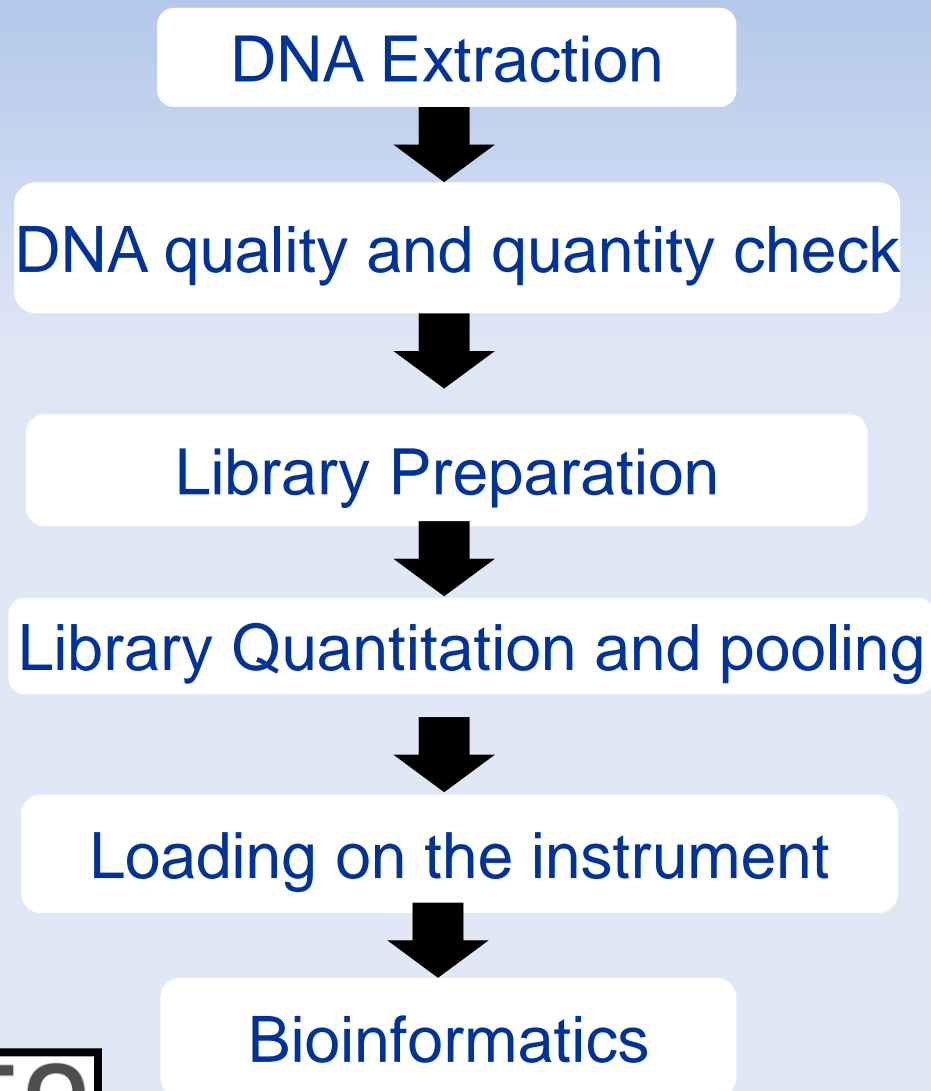 DNA Extraction
DNA quality and quantity check
Library Preparation
Library Quantitation and pooling
Loading on the instrument
Bioinformatics